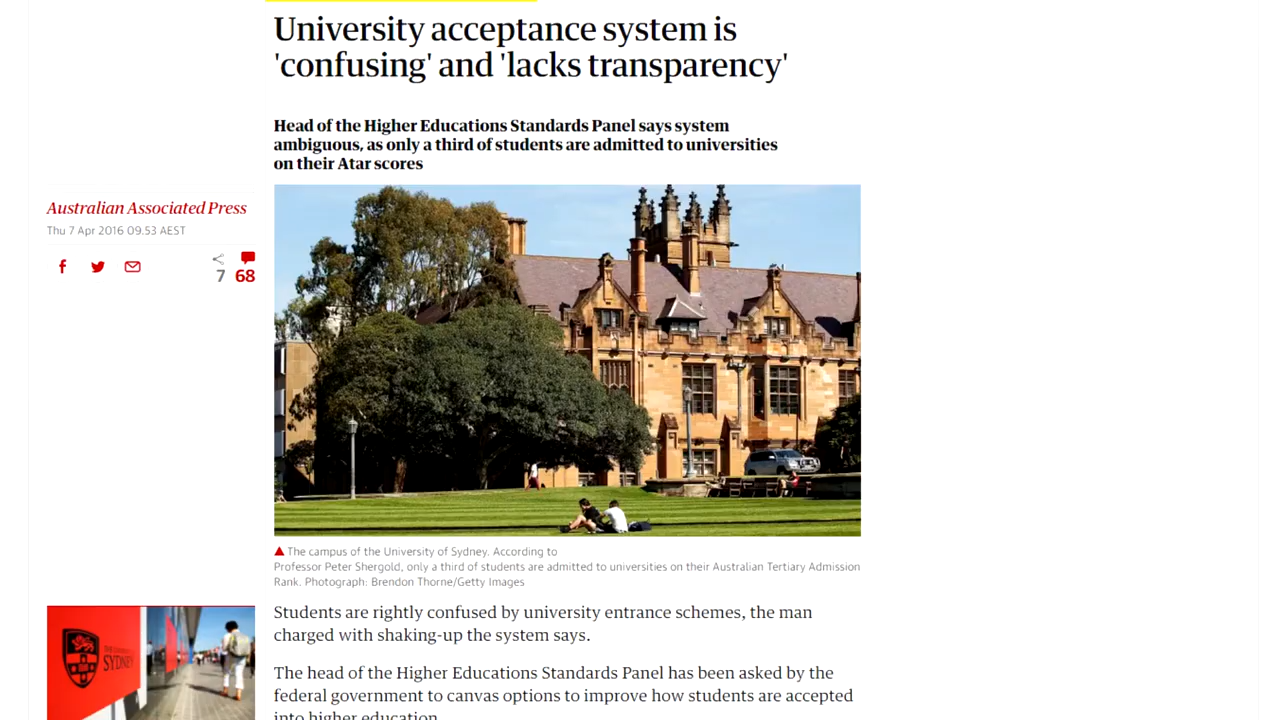 University acceptance system is
'confusing' and 'lacks transparency'
Head of the Higher Educations Standards Panel says system
ambiguous, as only a third of students are admitted to universities
on their Atar scores
Australian Associated Press
Thu 7 Apr 2016 09.53 AEST
7 68
The campus of the University of Sydney. According to
Professor Peter Shergold, only a third of students are admitted to universities on their Australian Tertiary Admission
Rank. Photograph: Brendon Thorne/Getty Images
Students are rightly confused by university entrance schemes, the man
charged with shaking-up the system says.
The head of the Higher Educations Standards Panel has been asked by the
federal government to canvas options to improve how students are accepted
into higher education.
THE UNIVERSITY OF
SYDNEY